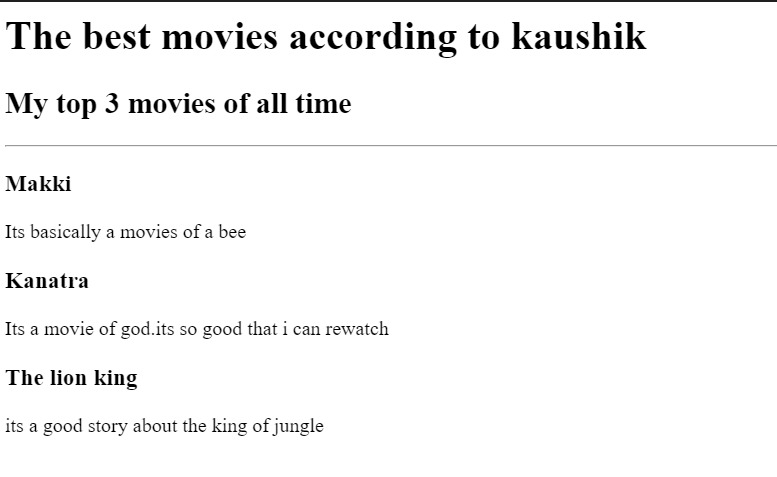 The best movies according to kaushik
My top 3 movies of all time
Makki
Its basically a movies of a bee
Kanatra
Its a movie of god.its so good that i can rewatch
The lion king
its a good story about the king of jungle